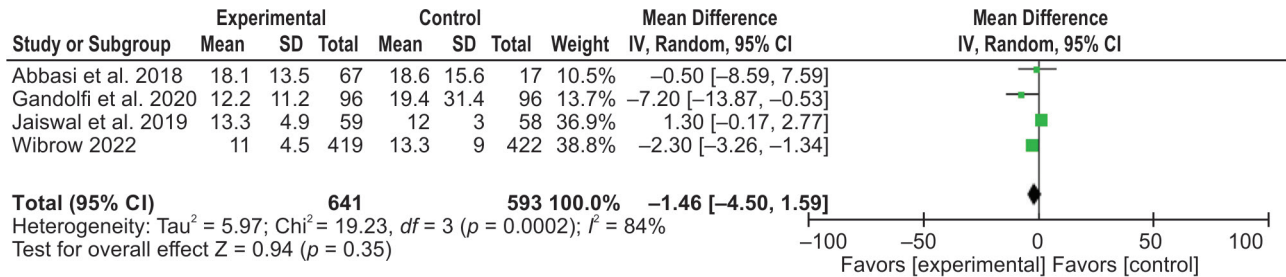 Experimental Control Mean Difference Mean Difference
Study or Subgroup Mean SD Total Mean SD Total Weight IV, Random, 95% CI IV, Random, 95% CI
Abbasi et al. 2018 18.1 13.5 67 18.6 15.6 17 10.5% –0.50 [–8.59, 7.59]
Gandolfi et al. 2020 12.2 11.2 96 19.4 31.4 96 13.7% –7.20 [–13.87, –0.53]
Jaiswal et al. 2019 13.3 4.9 59 12 3 58 36.9% 1.30 [–0.17, 2.77]
Wibrow 2022 11 4.5 419 13.3 9 422 38.8% –2.30 [–3.26, –1.34]
Total (95% CI) 641 593 100.0% –1.46 [–4.50, 1.59]
Heterogeneity: Tau² = 5.97; Chi² = 19.23, df = 3 (p = 0.0002); I² = 84%
Test for overall effect Z = 0.94 (p = 0.35)
–100 –50 0 50 100
Favors [experimental] Favors [control]